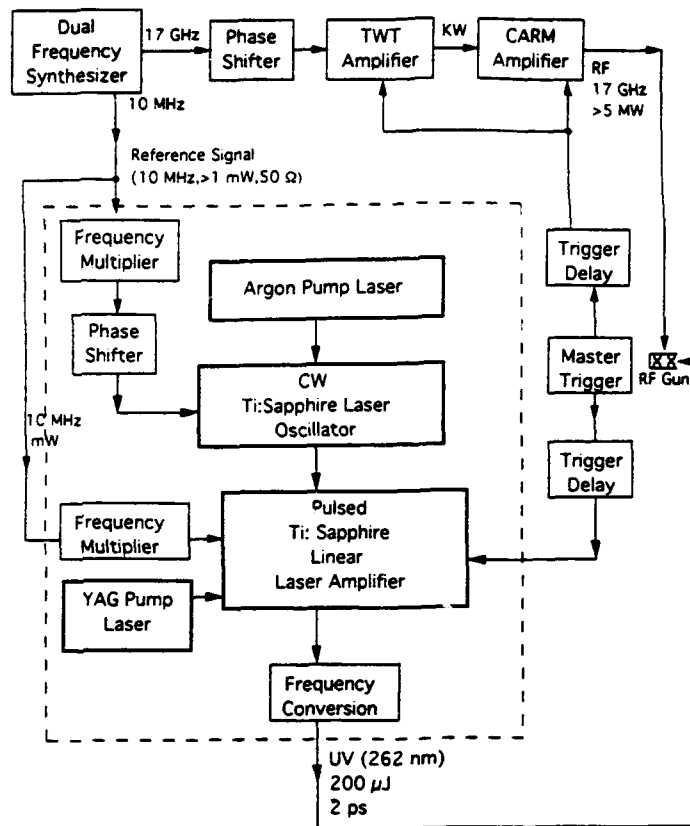 Dual
Frequency
Synthesizer
17 GHz
Phase
Shifter
TWT
Amplifier
KW
CARM
Amplifier
RF
17 GHz
>5 MW
10 MHz
Reference Signal
(10 MHz,>1 mW,50 Ω)
Frequency
Multiplier
Argon Pump Laser
Trigger
Delay
Phase
Shifter
Master
Trigger
RF Gun
CW
Ti:Sapphire Laser
Oscillator
10 MHz
mW
Trigger
Delay
Pulsed
Ti: Sapphire
Linear
Laser Amplifier
Frequency
Multiplier
YAG Pump
Laser
Frequency
Conversion
UV (262 nm)
200 µJ
2 ps